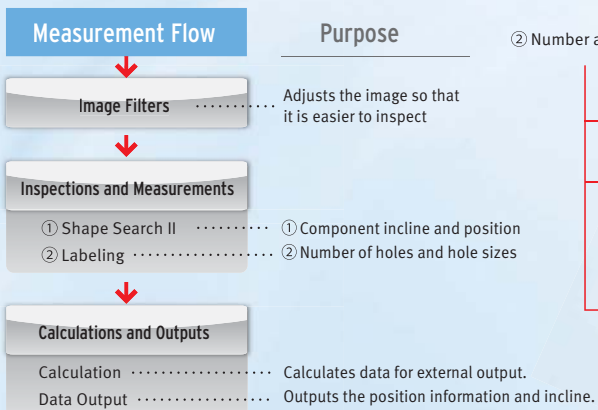 Measurement Flow
Purpose
② Number a
Image Filters ·········· Adjusts the image so that
it is easier to inspect
Inspections and Measurements
① Shape Search II ·········· ① Component incline and position
② Labeling ·················· ② Number of holes and hole sizes
Calculations and Outputs
Calculation ·················· Calculates data for external output.
Data Output ················· Outputs the position information and incline.